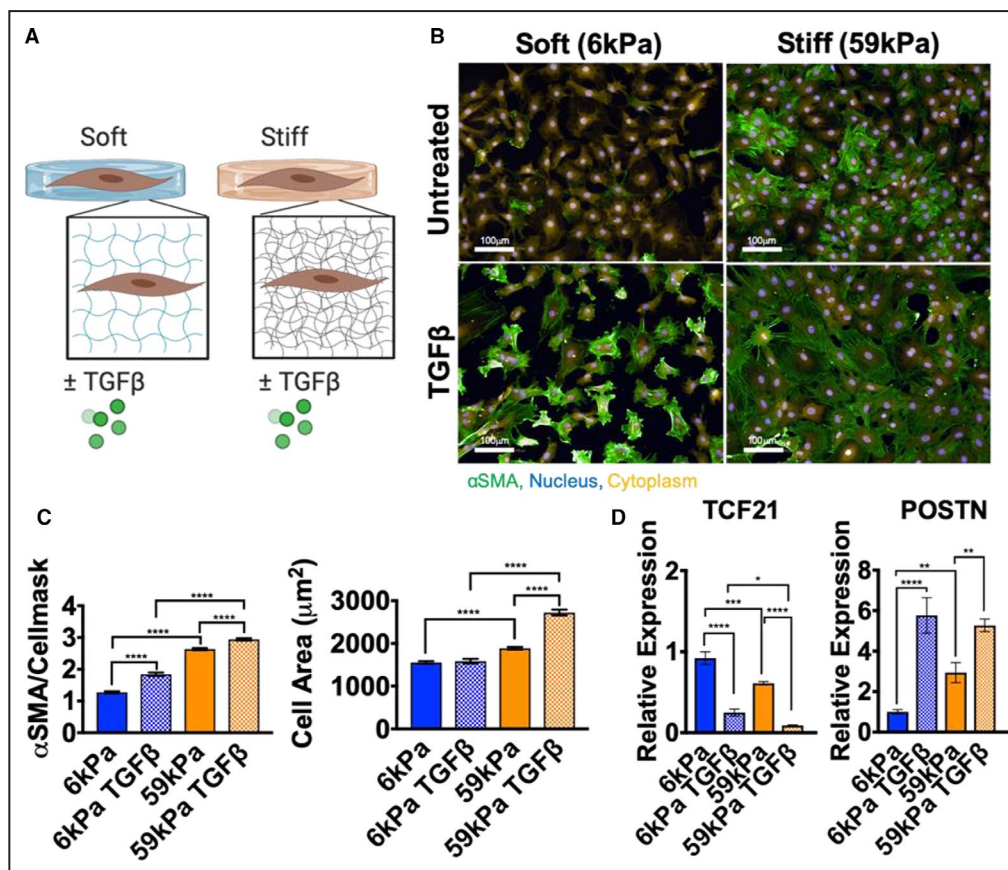 A
Soft
Stiff
± TGFβ
± TGFβ
B
Soft (6kPa)
Stiff (59kPa)
Untreated
100μm
100μm
TGFβ
100μm
100μm
αSMA, Nucleus, Cytoplasm
C
αSMA/Cellmask
4
3
2
1
0
****
****
****
****
6kPa
6kPa TGFβ
59kPa
59kPa TGFβ
Cell Area (μm²)
3000
2000
1000
0
****
****
****
6kPa
6kPa TGFβ
59kPa
59kPa TGFβ
D
TCF21
Relative Expression
2
1
0
*
***
****
****
6kPa
6kPa TGFβ
59kPa
59kPa TGFβ
POSTN
Relative Expression
8
6
4
2
0
**
**
****
6kPa
6kPa TGFβ
59kPa
59kPa TGFβ